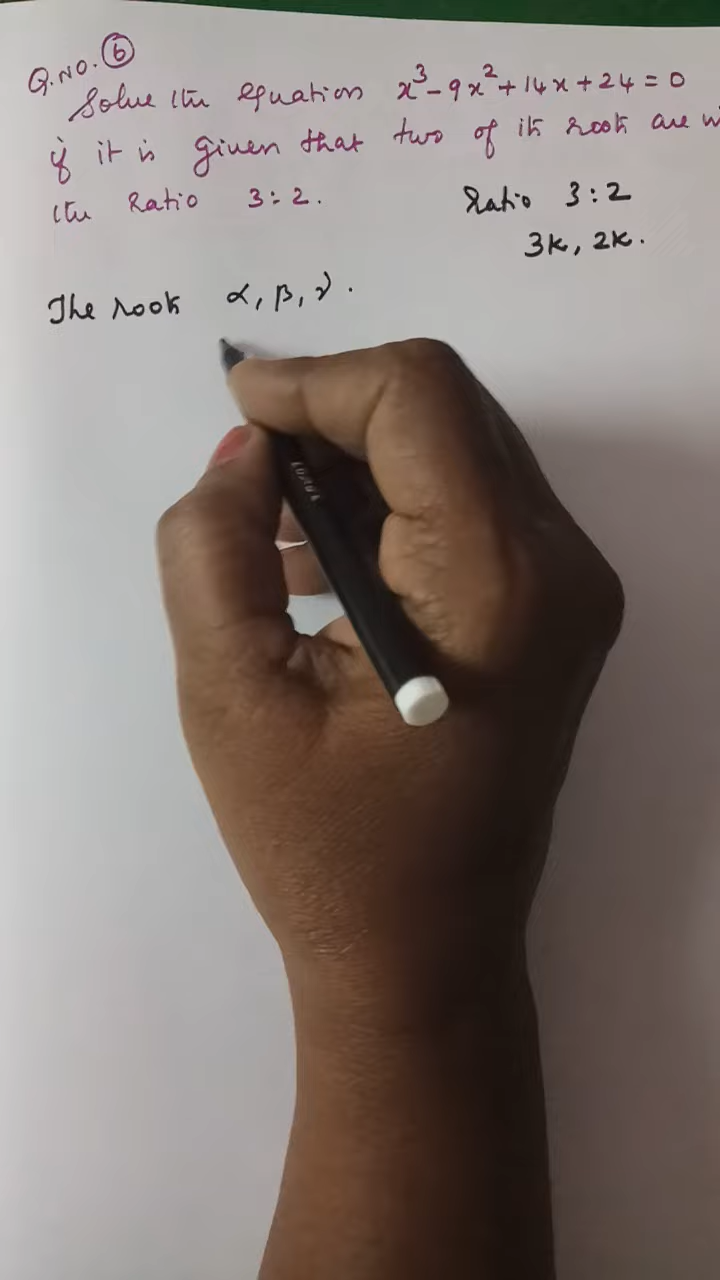 Q.NO. 6
Solve the equation x³-9x²+14x+24=0
if it is given that two of its roots are
the Ratio 3:2.
Ratio 3:2
3k, 2k.
The roots α, β, γ.